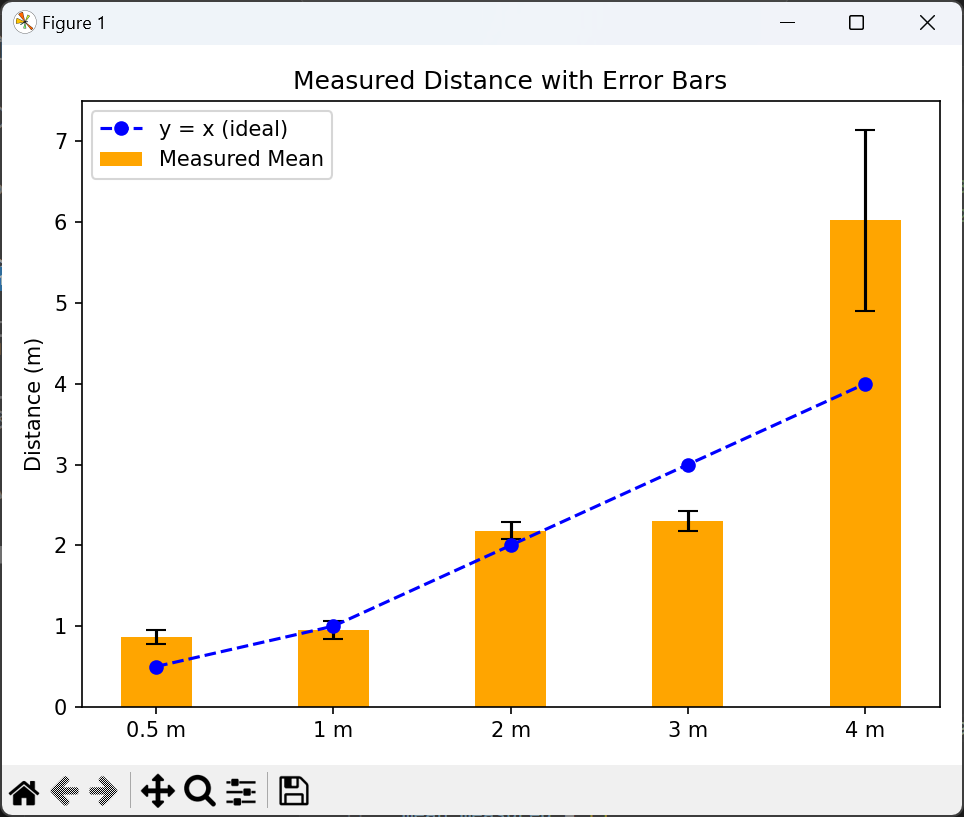 Figure 1
Measured Distance with Error Bars
y = x (ideal)
Measured Mean
Distance (m)
7
6
5
4
3
2
1
0
0.5 m
1 m
2 m
3 m
4 m